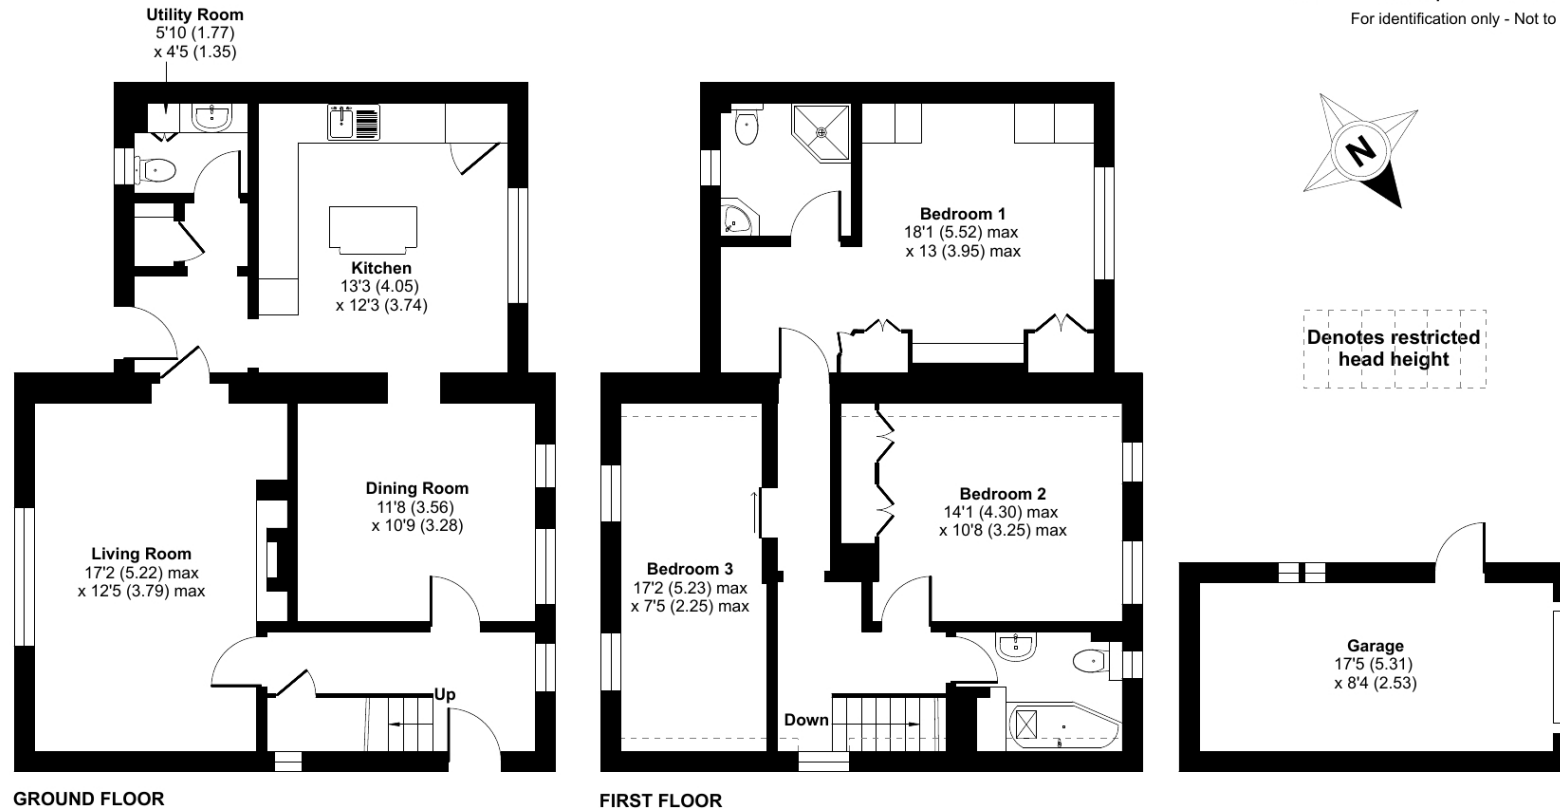 For identification only - Not to
Utility Room
5'10 (1.77)
x 4'5 (1.35)
Kitchen
13'3 (4.05)
x 12'3 (3.74)
Dining Room
11'8 (3.56)
x 10'9 (3.28)
Living Room
17'2 (5.22) max
x 12'5 (3.79) max
Up
GROUND FLOOR
Bedroom 1
18'1 (5.52) max
x 13 (3.95) max
Bedroom 2
14'1 (4.30) max
x 10'8 (3.25) max
Bedroom 3
17'2 (5.23) max
x 7'5 (2.25) max
Down
FIRST FLOOR
N
Denotes restricted
head height
Garage
17'5 (5.31)
x 8'4 (2.53)